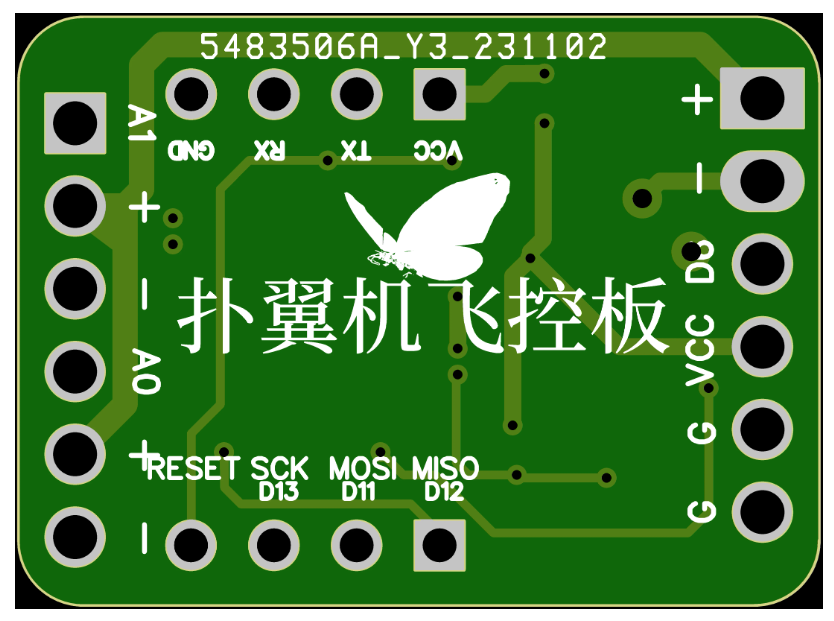 5483506A_Y3_231102
A1
GND RX TX VCC
+
+
-
-
D3
扑翼机飞控板
VCC
A0
G
+
RESET SCK MOSI MISO
D13 D11 D12
G
-